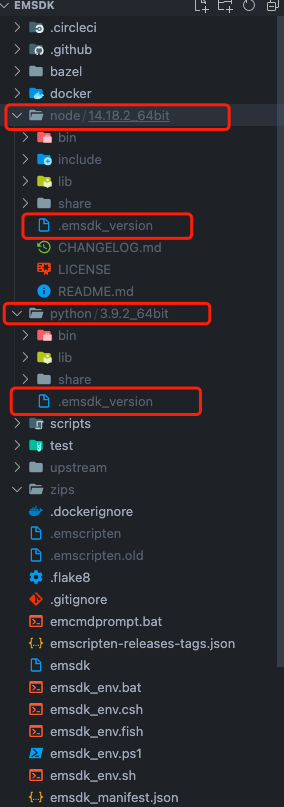 EMSDK
.circleci
.github
bazel
docker
node / 14.18.2_64bit
bin
include
lib
share
.emsdk_version
CHANGELOG.md
LICENSE
README.md
python / 3.9.2_64bit
bin
lib
share
.emsdk_version
scripts
test
upstream
zips
.dockerignore
.emscripten
.emscripten.old
.flake8
.gitignore
emcmdprompt.bat
emscripten-releases-tags.json
emsdk
emsdk_env.bat
emsdk_env.csh
emsdk_env.fish
emsdk_env.ps1
emsdk_env.sh
emsdk_manifest.json